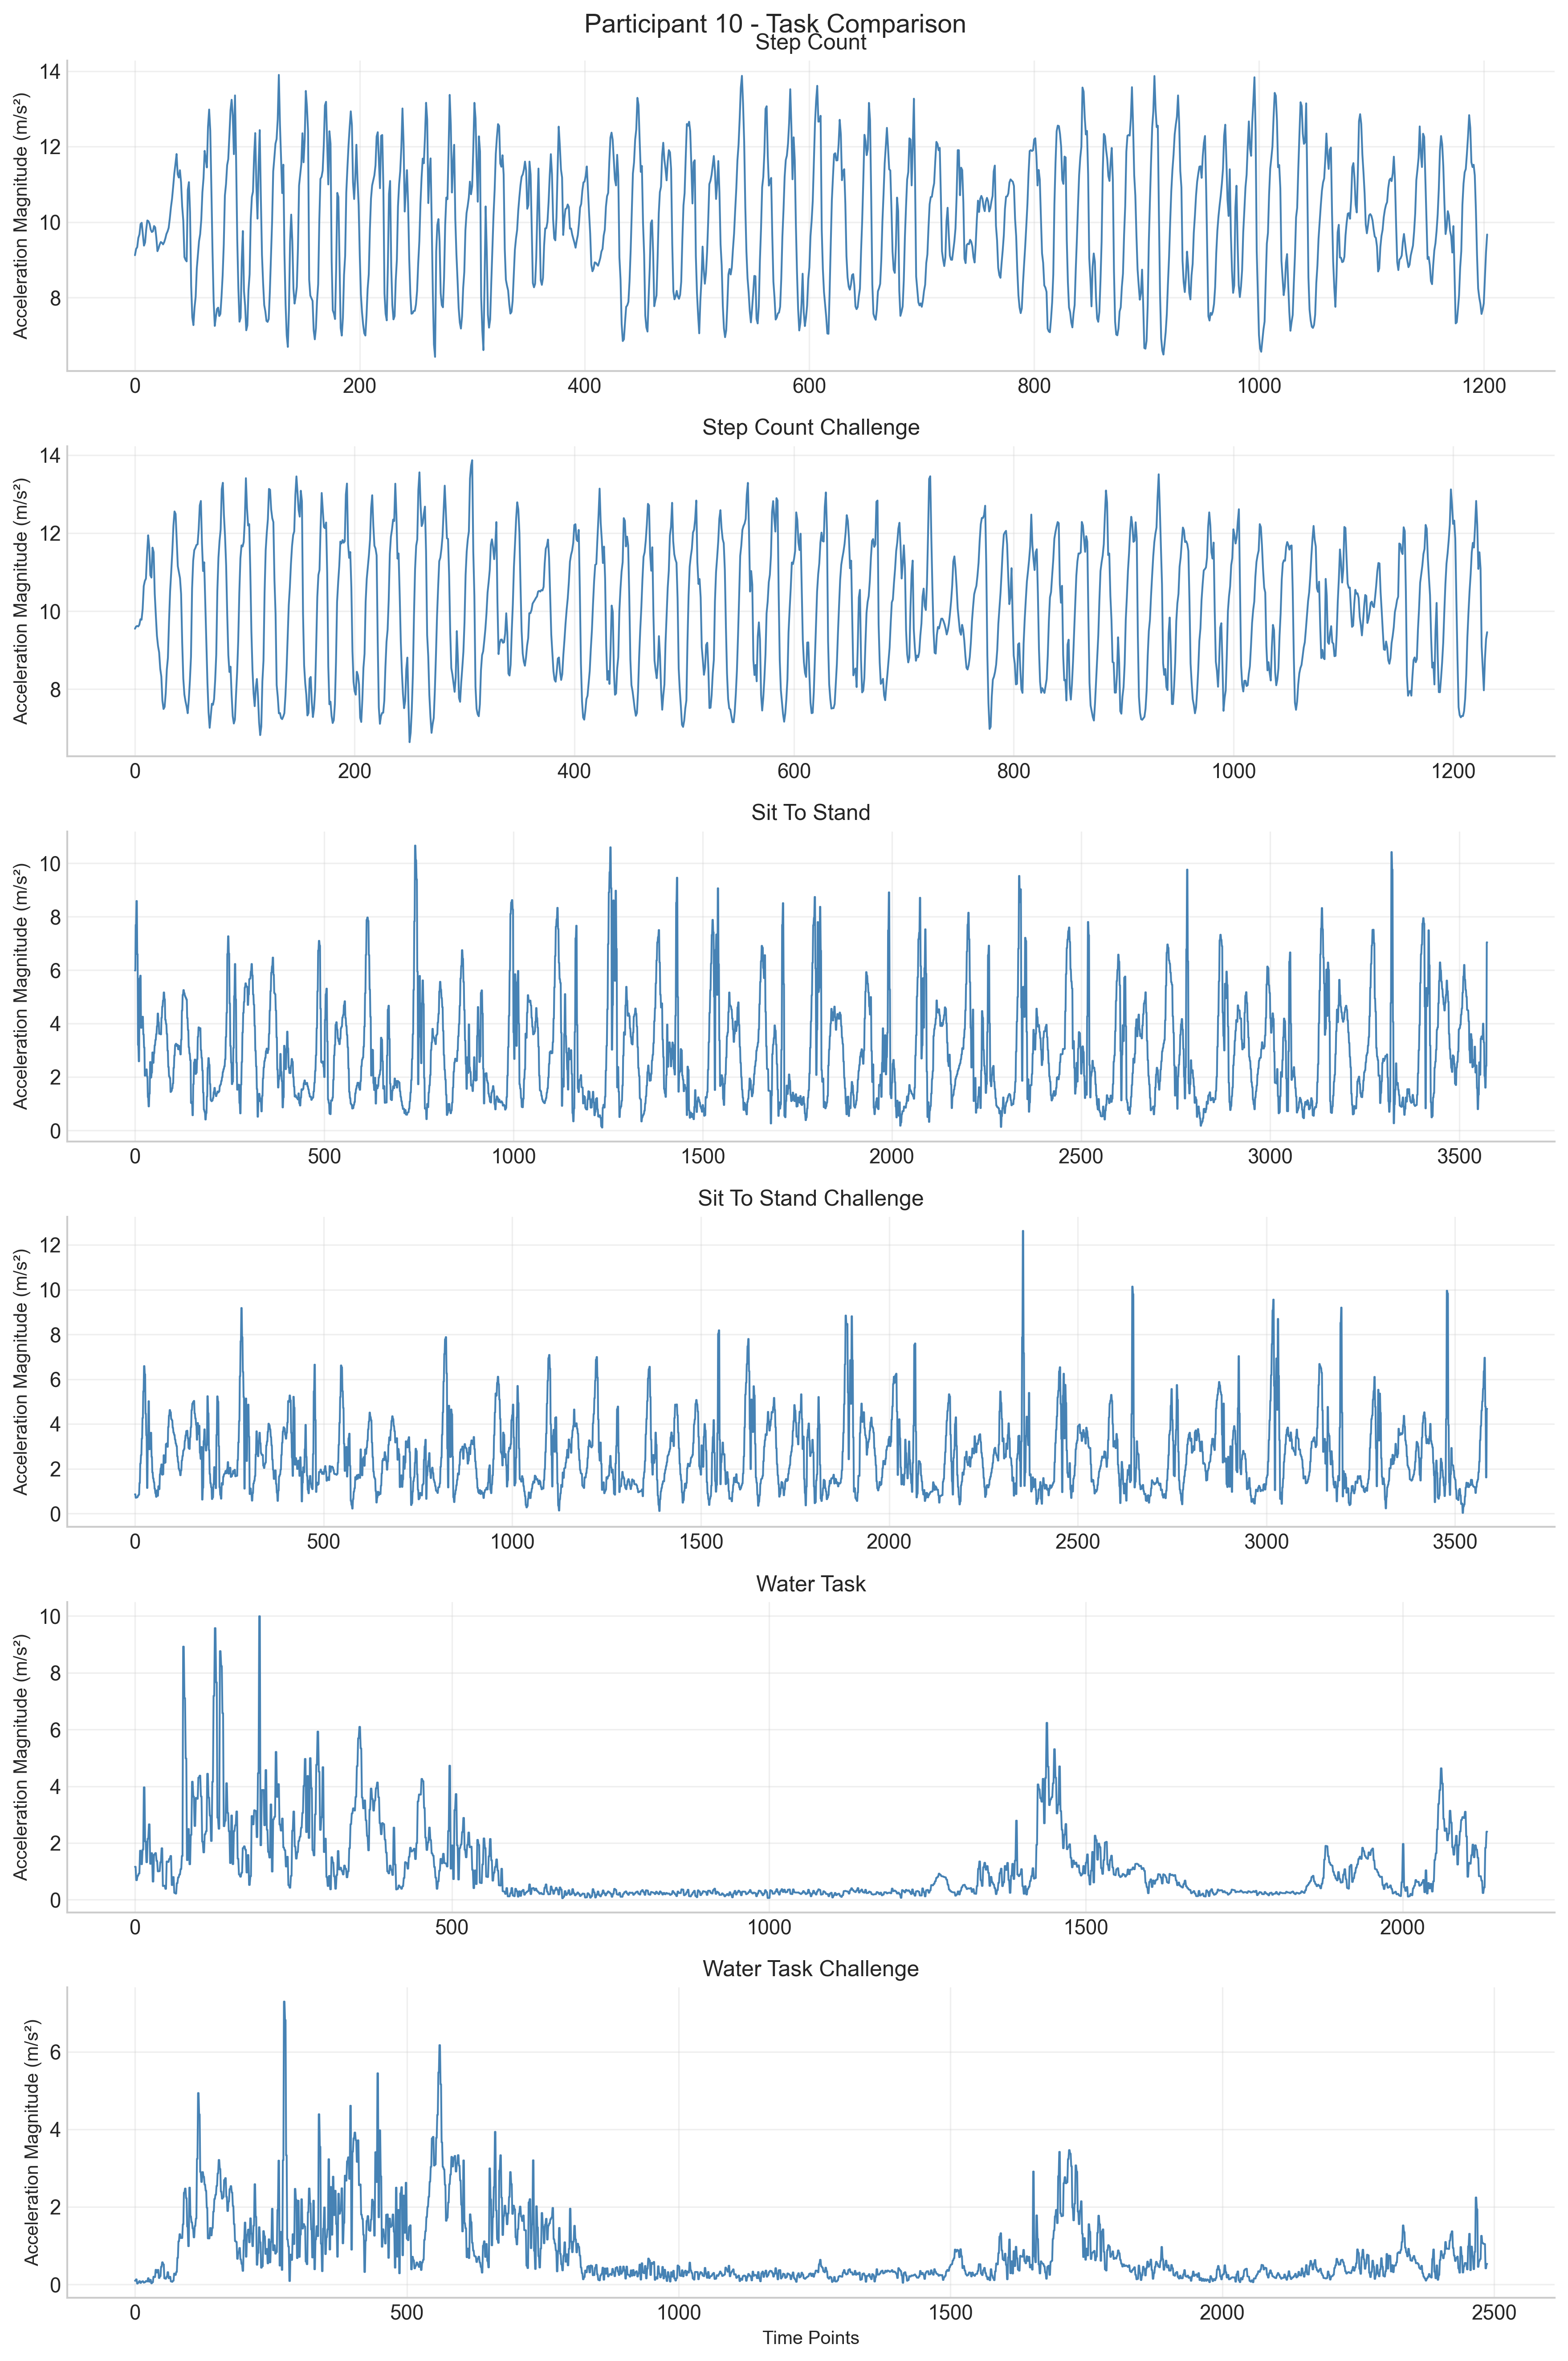 Participant 10 - Task Comparison
Step Count
Acceleration Magnitude (m/s²)
14
12
10
8
0 200 400 600 800 1000 1200
Step Count Challenge
Acceleration Magnitude (m/s²)
14
12
10
8
0 200 400 600 800 1000 1200
Sit To Stand
Acceleration Magnitude (m/s²)
10
8
6
4
2
0
0 500 1000 1500 2000 2500 3000 3500
Sit To Stand Challenge
Acceleration Magnitude (m/s²)
12
10
8
6
4
2
0
0 500 1000 1500 2000 2500 3000 3500
Water Task
Acceleration Magnitude (m/s²)
10
8
6
4
2
0
0 500 1000 1500 2000
Water Task Challenge
Acceleration Magnitude (m/s²)
6
4
2
0
0 500 1000 1500 2000 2500
Time Points